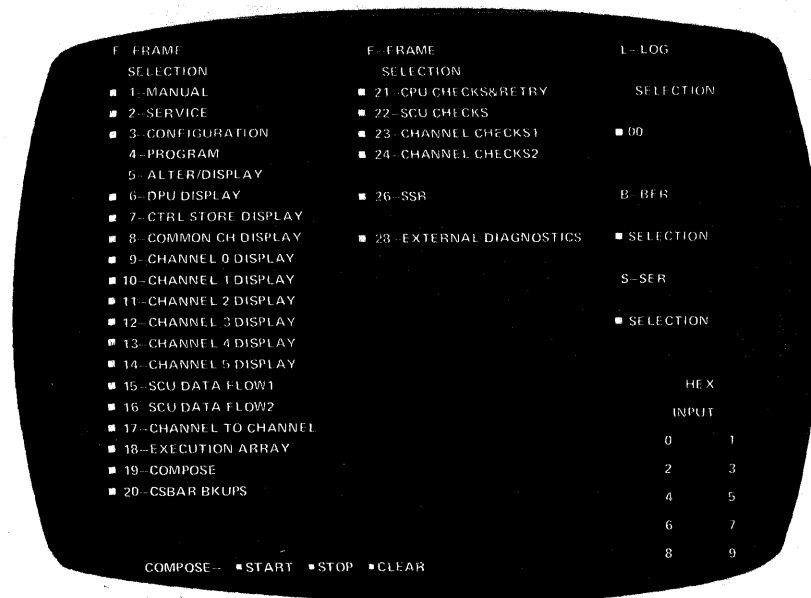 F--FRAME
SELECTION
■ 1--MANUAL
■ 2--SERVICE
■ 3--CONFIGURATION
4--PROGRAM
5--ALTER/DISPLAY
■ 6--DPU DISPLAY
■ 7--CTRL STORE DISPLAY
■ 8--COMMON CH DISPLAY
■ 9--CHANNEL 0 DISPLAY
■ 10--CHANNEL 1 DISPLAY
■ 11--CHANNEL 2 DISPLAY
■ 12--CHANNEL 3 DISPLAY
■ 13--CHANNEL 4 DISPLAY
■ 14--CHANNEL 5 DISPLAY
■ 15--SCU DATA FLOW1
■ 16--SCU DATA FLOW2
■ 17--CHANNEL TO CHANNEL
■ 18--EXECUTION ARRAY
■ 19--COMPOSE
■ 20--CSBAR BKUPS
F--FRAME
SELECTION
■ 21--CPU CHECKS&RETRY
■ 22--SCU CHECKS
■ 23--CHANNEL CHECKS1
■ 24--CHANNEL CHECKS2
■ 26--SSR
■ 28--EXTERNAL DIAGNOSTICS
L--LOG
SELECTION
■ 00
B--BER
■ SELECTION
S--SER
■ SELECTION
HEX
INPUT
0 1
2 3
4 5
6 7
8 9
COMPOSE-- ■START ■STOP ■CLEAR